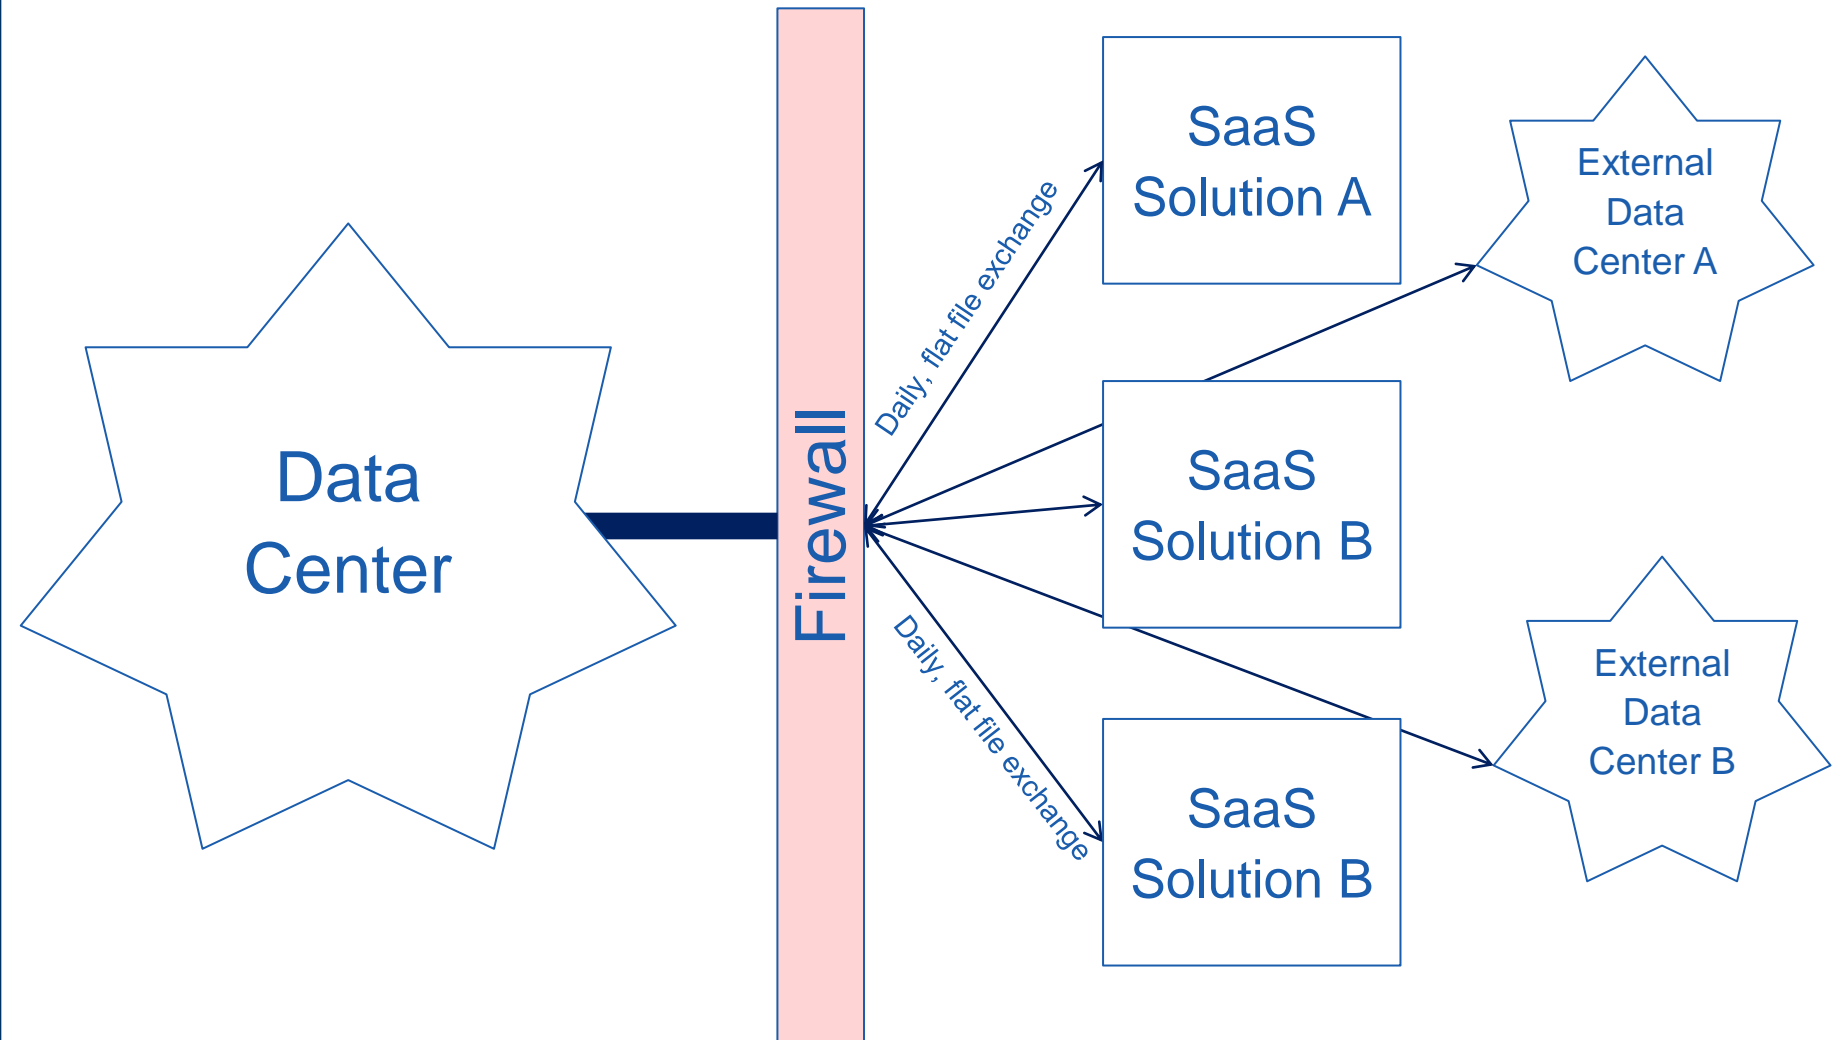 Data
Center
Firewall
Daily, flat file exchange
Daily, flat file exchange
SaaS
Solution A
SaaS
Solution B
SaaS
Solution B
External
Data
Center A
External
Data
Center B